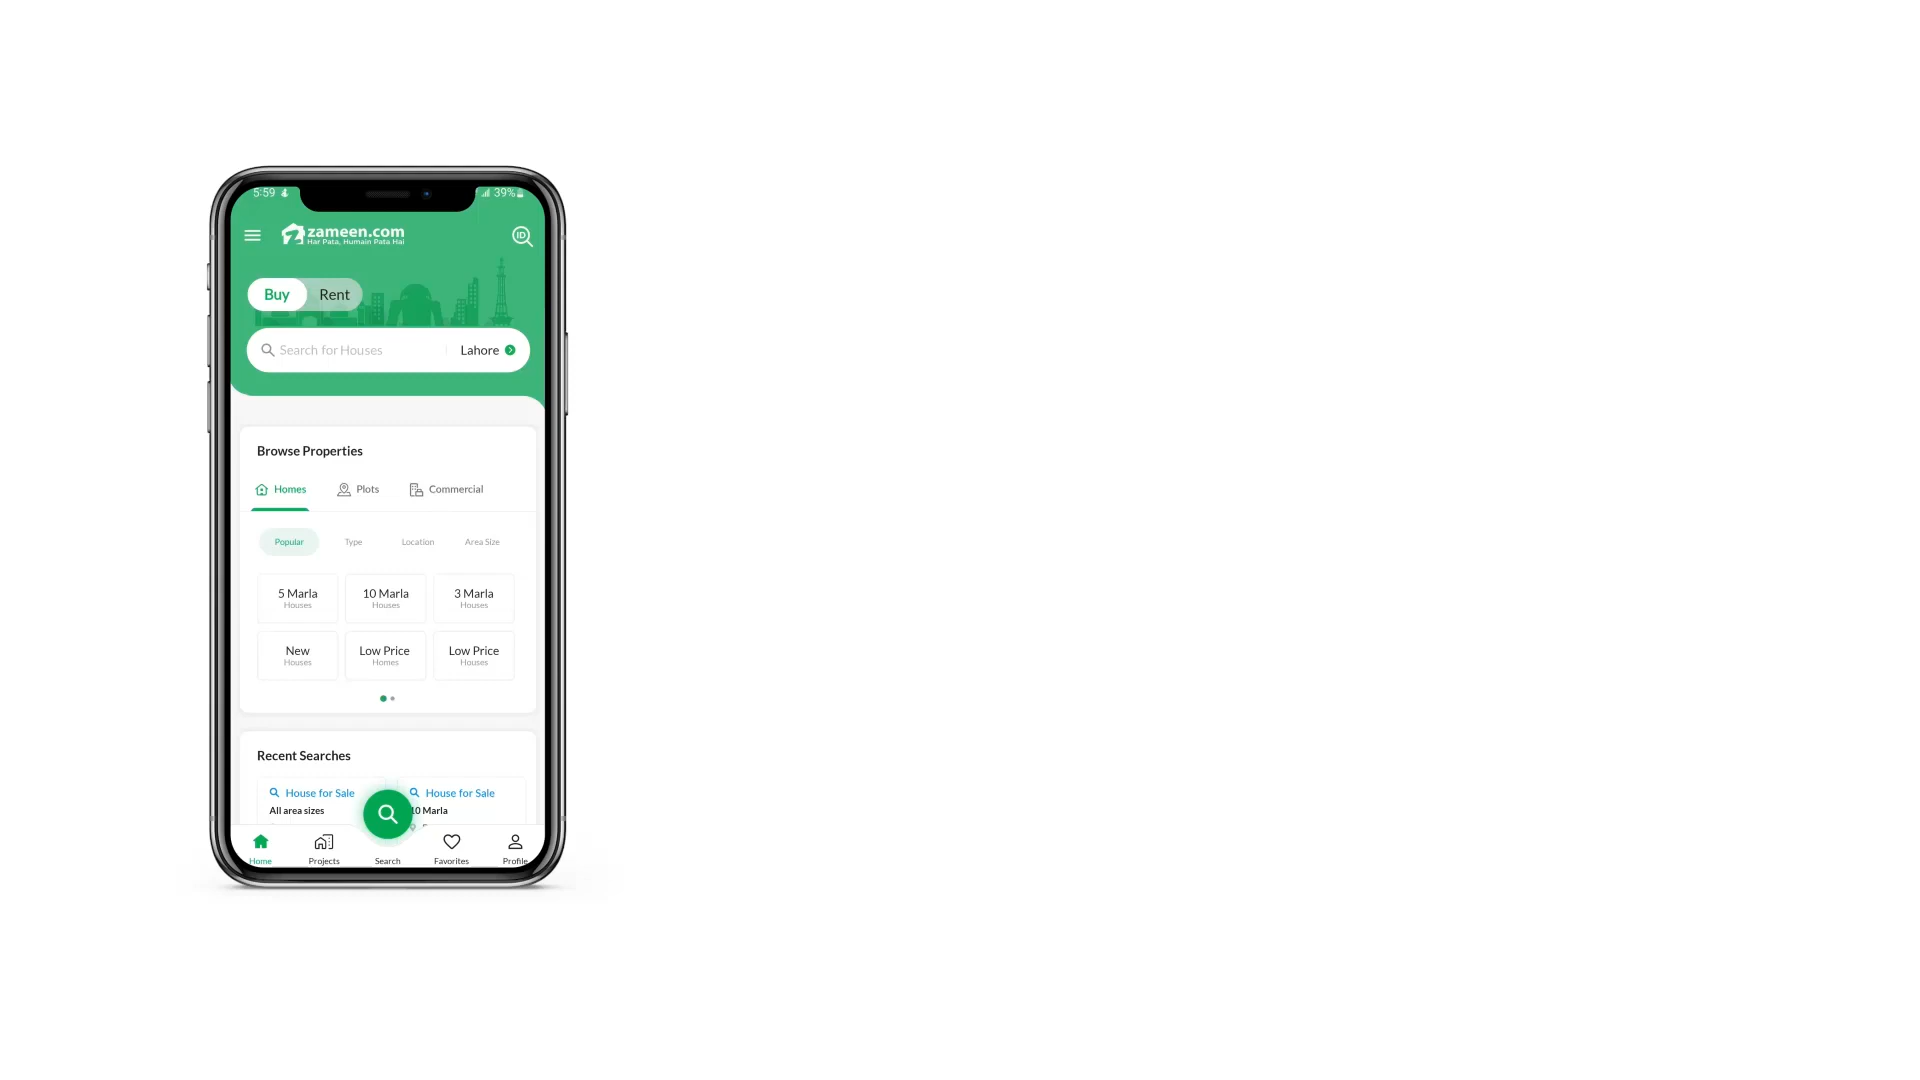 5:59
39%
zameen.com
Har Pata, Humain Pata Hai
ID
Buy Rent
Search for Houses Lahore
Browse Properties
Homes Plots Commercial
Popular Type Location Area Size
5 Marla 10 Marla 3 Marla
Houses Houses Houses
New Low Price Low Price
Houses Homes Houses
Recent Searches
House for Sale House for Sale
All area sizes 10 Marla
Home Projects Search Favorites Profile